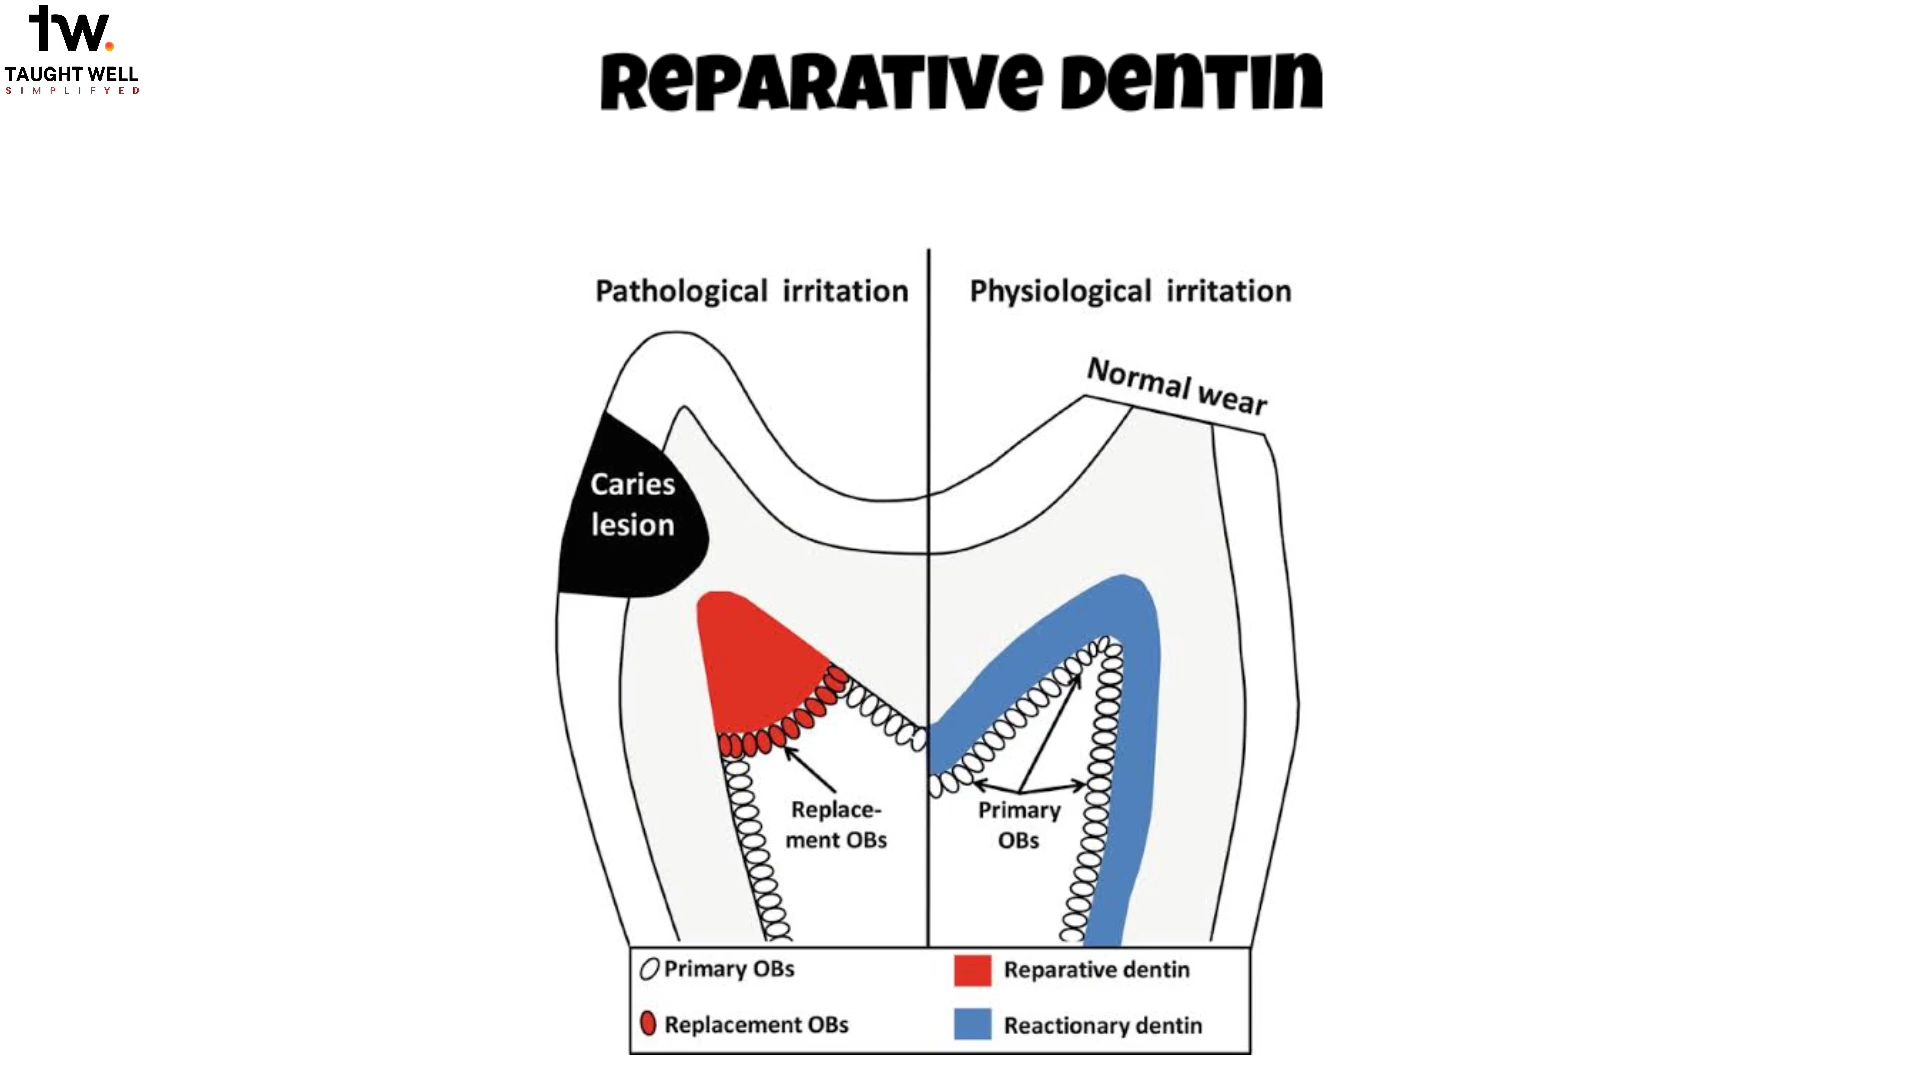 tw.
TAUGHT WELL
SIMPLIFYED
REPARATIVE DENTIN
Pathological irritation
Physiological irritation
Normal wear
Caries
lesion
Replace-
ment OBs
Primary
OBs
Primary OBs
Reparative dentin
Replacement OBs
Reactionary dentin